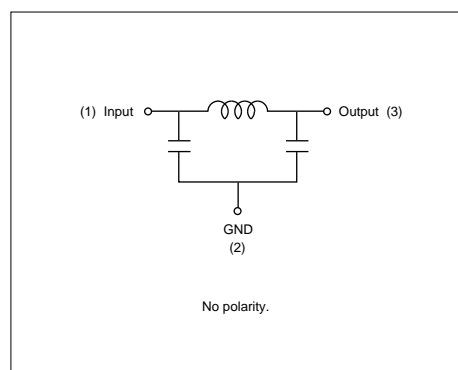 (1) Input
Output (3)
GND
(2)
No polarity.